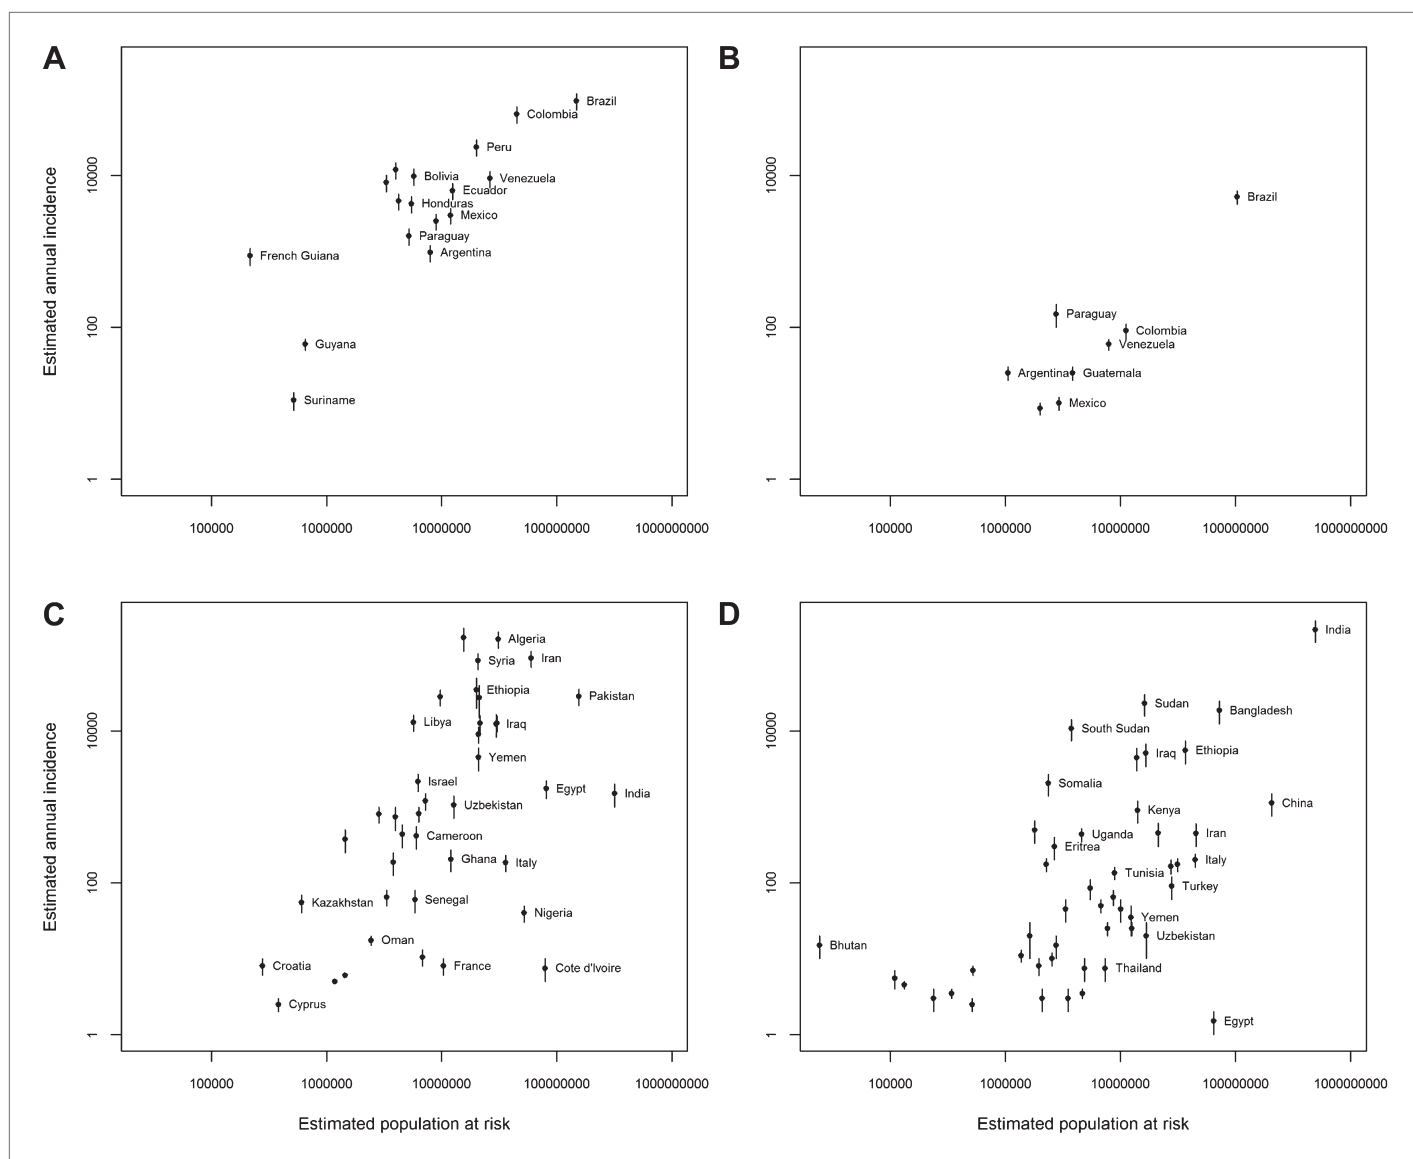 A
Estimated annual incidence
10000
100
1
Brazil
Colombia
Peru
Bolivia
Venezuela
Ecuador
Honduras
Mexico
Paraguay
Argentina
French Guiana
Guyana
Suriname
100000 1000000 10000000 100000000 1000000000
B
10000
100
1
Brazil
Paraguay
Colombia
Venezuela
Argentina
Guatemala
Mexico
100000 1000000 10000000 100000000 1000000000
C
Estimated annual incidence
10000
100
1
Algeria
Iran
Syria
Ethiopia
Pakistan
Libya
Iraq
Yemen
Israel
Egypt
India
Uzbekistan
Cameroon
Ghana
Italy
Kazakhstan
Senegal
Nigeria
Oman
Croatia
France
Cote d'Ivoire
Cyprus
100000 1000000 10000000 100000000 1000000000
Estimated population at risk
D
10000
100
1
India
Sudan
Bangladesh
South Sudan
Iraq
Ethiopia
Somalia
China
Kenya
Uganda
Iran
Eritrea
Italy
Tunisia
Turkey
Yemen
Uzbekistan
Bhutan
Thailand
Egypt
100000 1000000 10000000 100000000 1000000000
Estimated population at risk